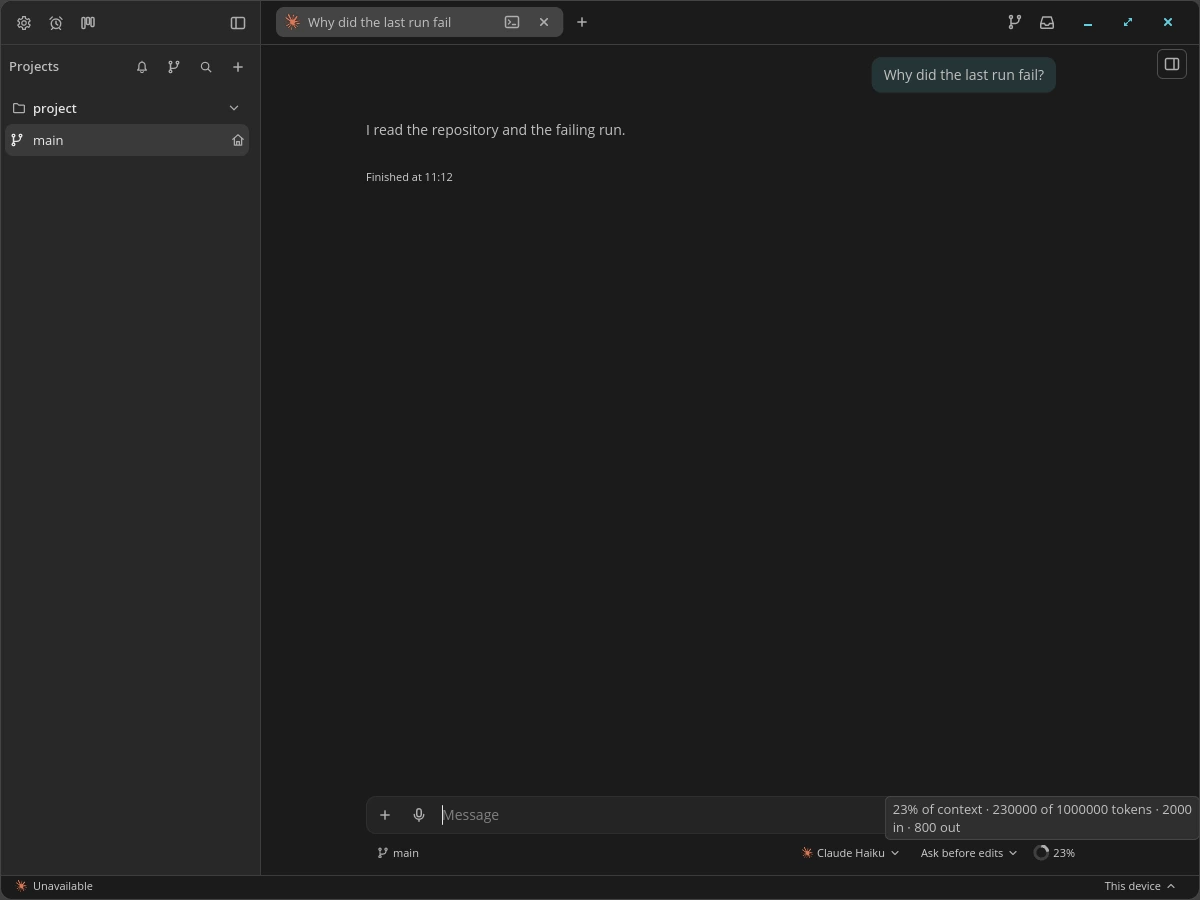 Why did the last run fail
Projects
project
main
Why did the last run fail?
I read the repository and the failing run.
Finished at 11:12
Message
23% of context · 230000 of 1000000 tokens · 2000
in · 800 out
main
Claude Haiku
Ask before edits
23%
Unavailable
This device